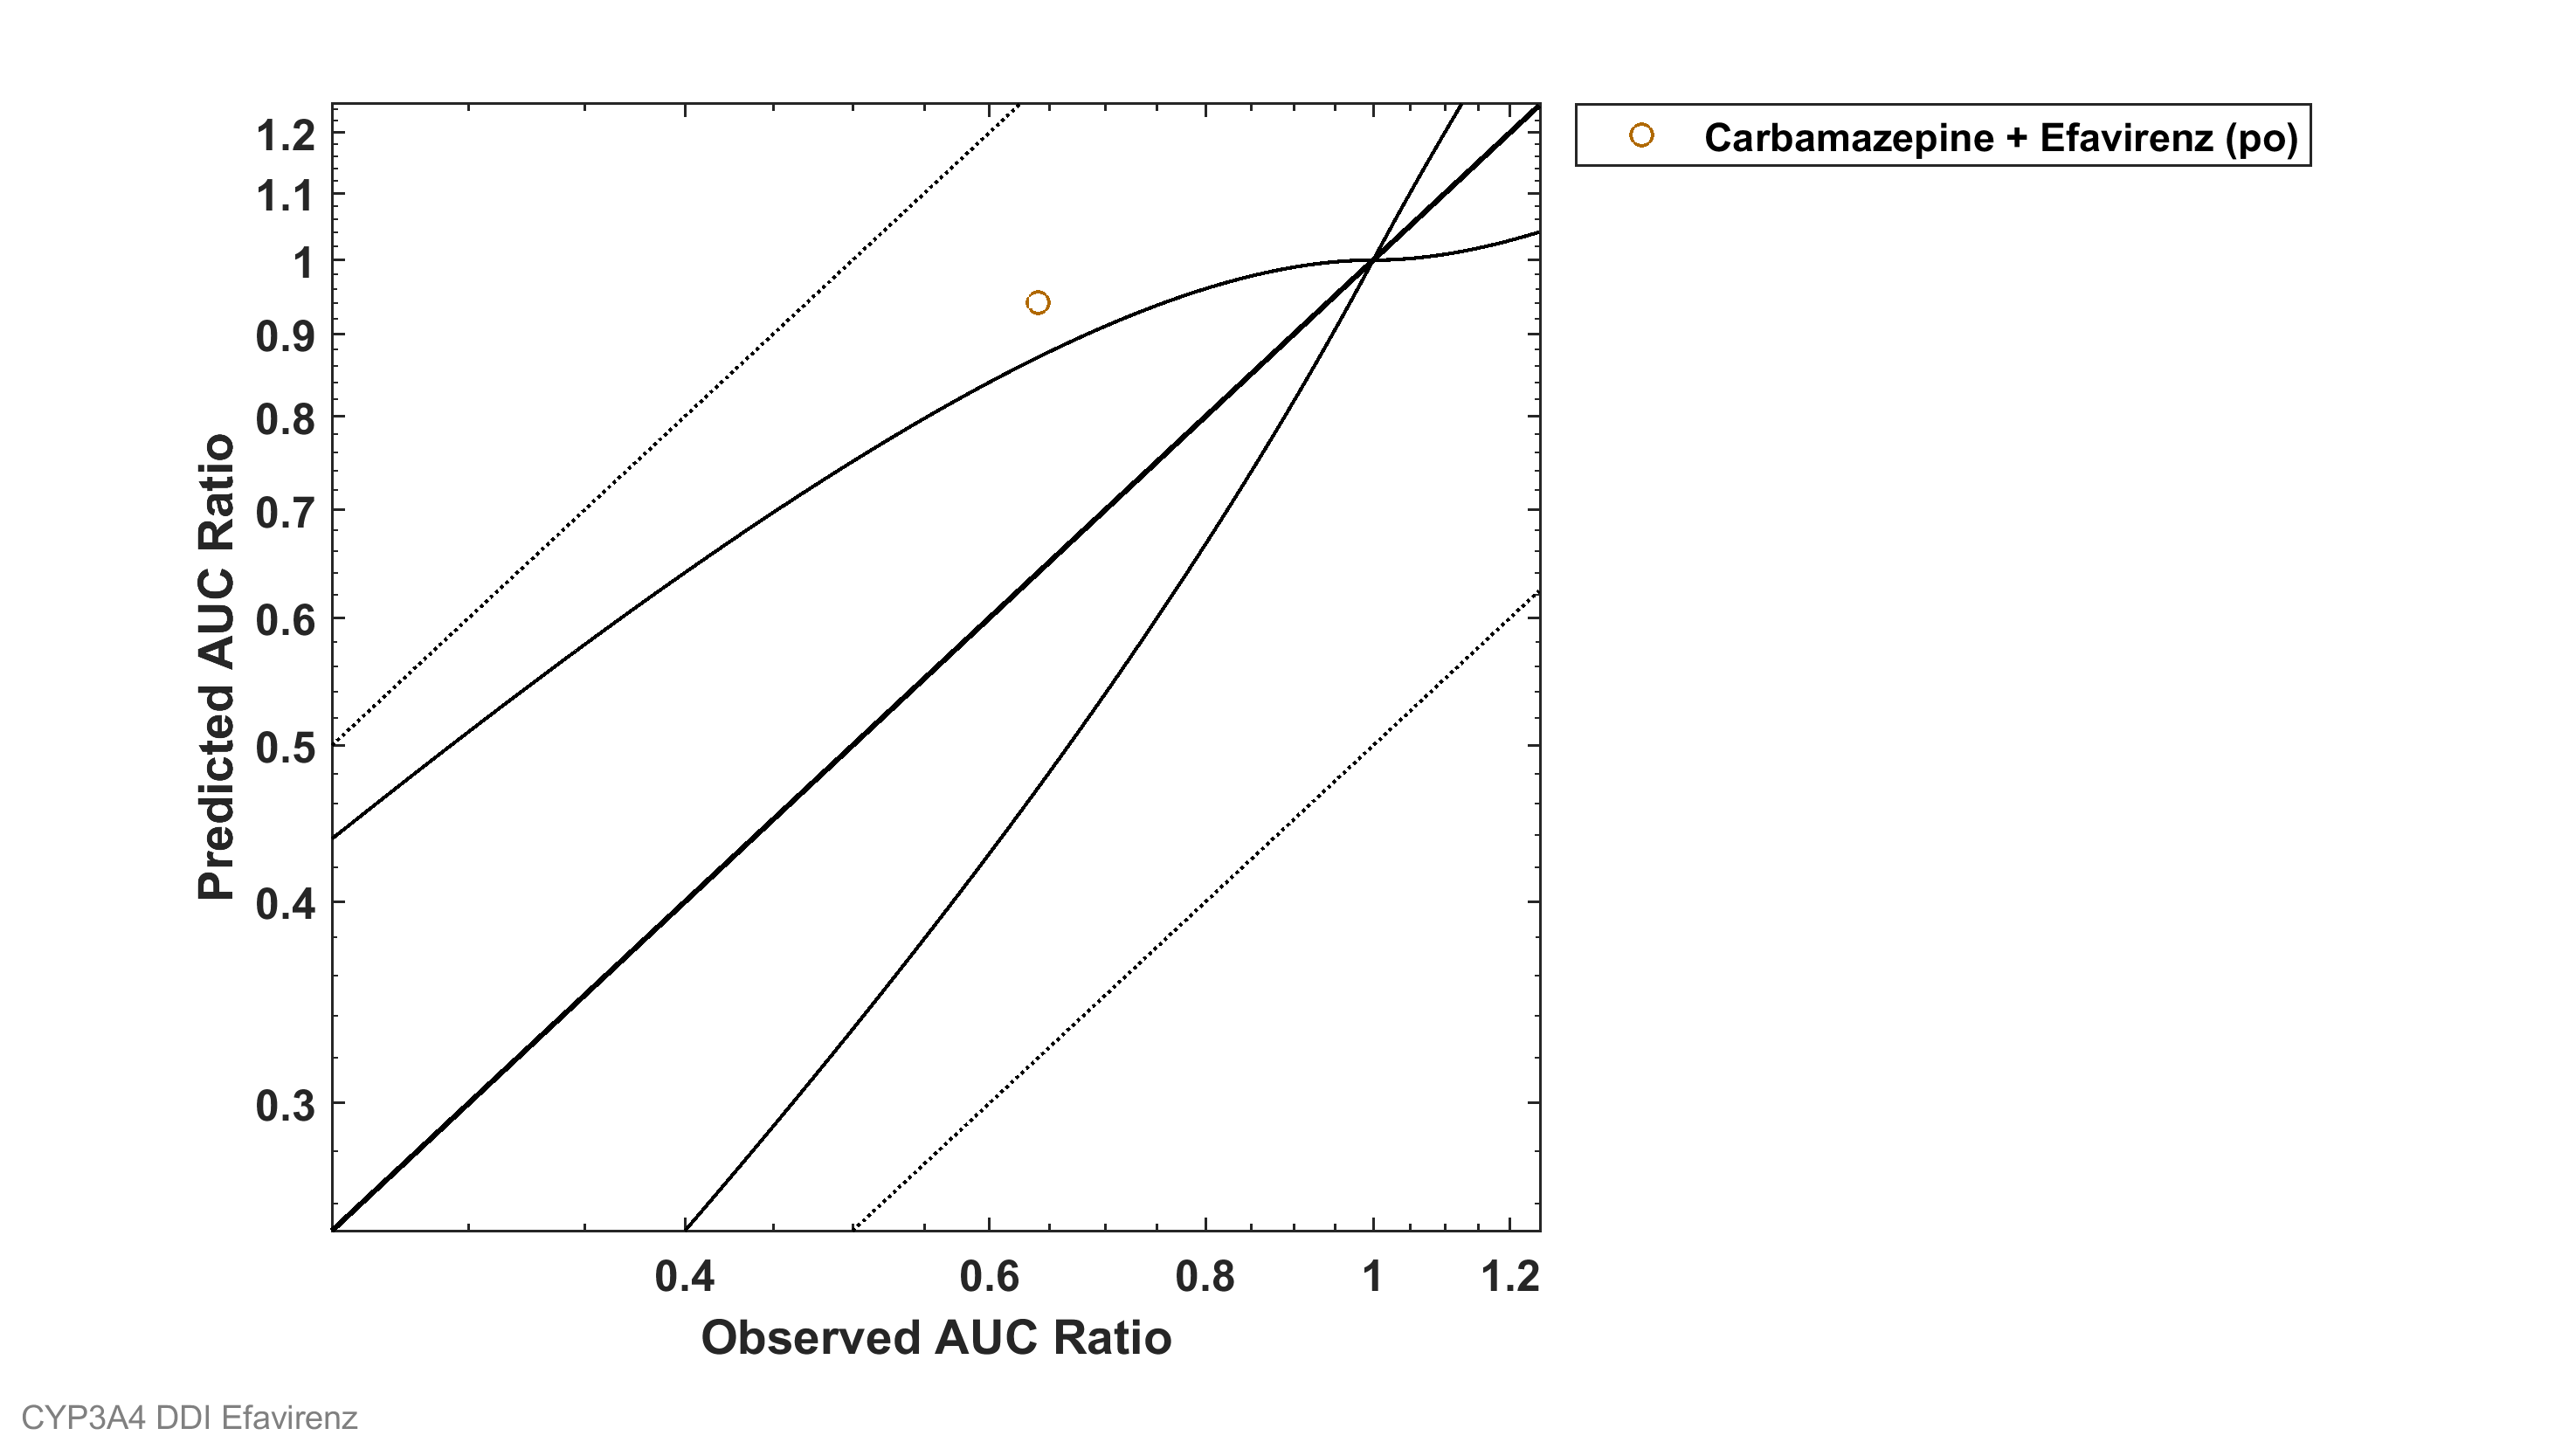 Carbamazepine + Efavirenz (po)
1.2
1.1
1
0.9
0.8
0.7
0.6
0.5
0.4
0.3
Predicted AUC Ratio
0.4 0.6 0.8 1 1.2
Observed AUC Ratio
CYP3A4 DDI Efavirenz